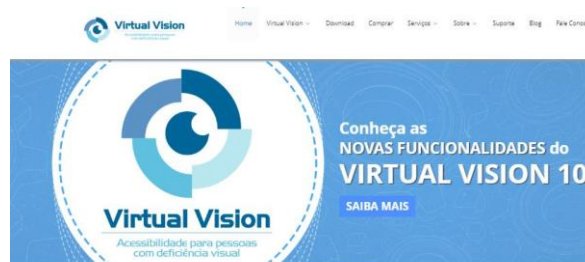 Virtual Vision
Home Virtual Vision Download Comprar Serviços Sobre Suporte Blog Fale Conos
Conheça as
NOVAS FUNCIONALIDADES do
VIRTUAL VISION 10
SAIBA MAIS
Virtual Vision
Acessibilidade para pessoas
com deficiência visual